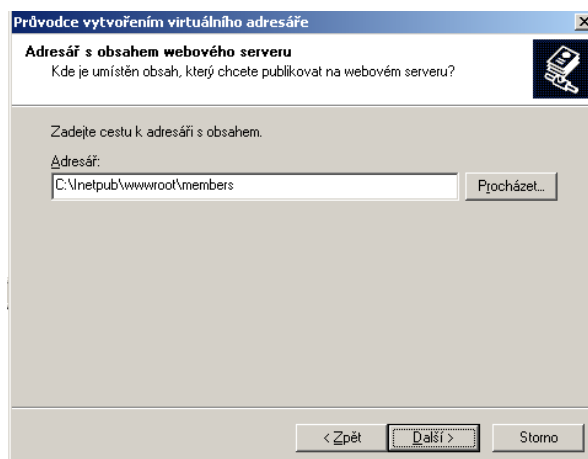 Průvodce vytvořením virtuálního adresáře
Adresář s obsahem webového serveru
Kde je umístěn obsah, který chcete publikovat na webovém serveru?
Zadejte cestu k adresáři s obsahem.
Adresář:
C:\Inetpub\wwwroot\members
Procházet...
< Zpět
Další >
Storno